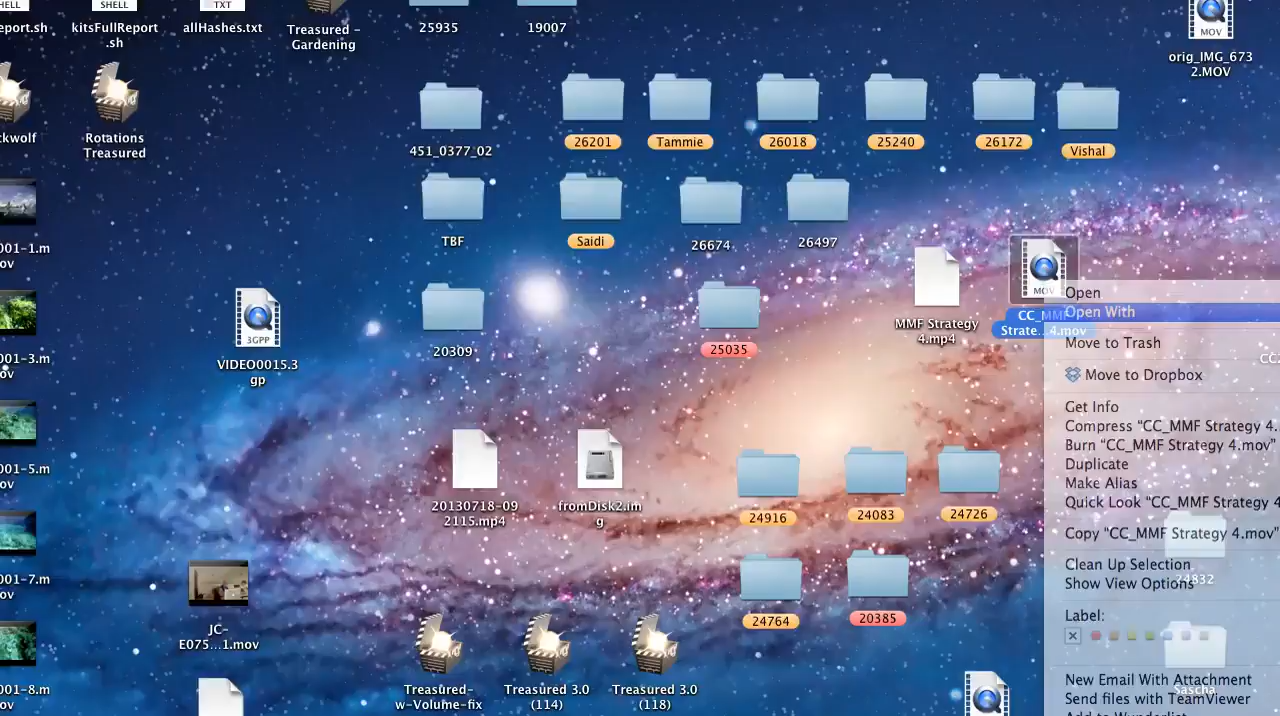 SHELL
SHELL
TXT
MOV
eport.sh
kitsFullReport
.sh
allHashes.txt
Treasured -
Gardening
25935
19007
orig_IMG_673
2.MOV
ckwolf
Rotations
Treasured
451_0377_02
26201
Tammie
26018
25240
26172
Vishal
001-1.m
ov
TBF
Saidi
26674
26497
MOV
3GPP
VIDEO0015.3
gp
20309
25035
MMF Strategy
4.mp4
CC_MMF
Strate...4.mov
Open
Open With
Move to Trash
Move to Dropbox
001-3.m
ov
Get Info
Compress "CC_MMF Strategy 4.
Burn "CC_MMF Strategy 4.mov"
Duplicate
Make Alias
Quick Look "CC_MMF Strategy 4
Copy "CC_MMF Strategy 4.mov"
Clean Up Selection
Show View Options
Label:
New Email With Attachment
Send files with TeamViewer
001-5.m
ov
20130718-09
2115.mp4
fromDisk2.im
g
24916
24083
24726
001-7.m
ov
JC-
E075...1.mov
24764
20385
Sascha
001-8.m
ov
Treasured-
w-Volume-fix
Treasured 3.0
(114)
Treasured 3.0
(118)